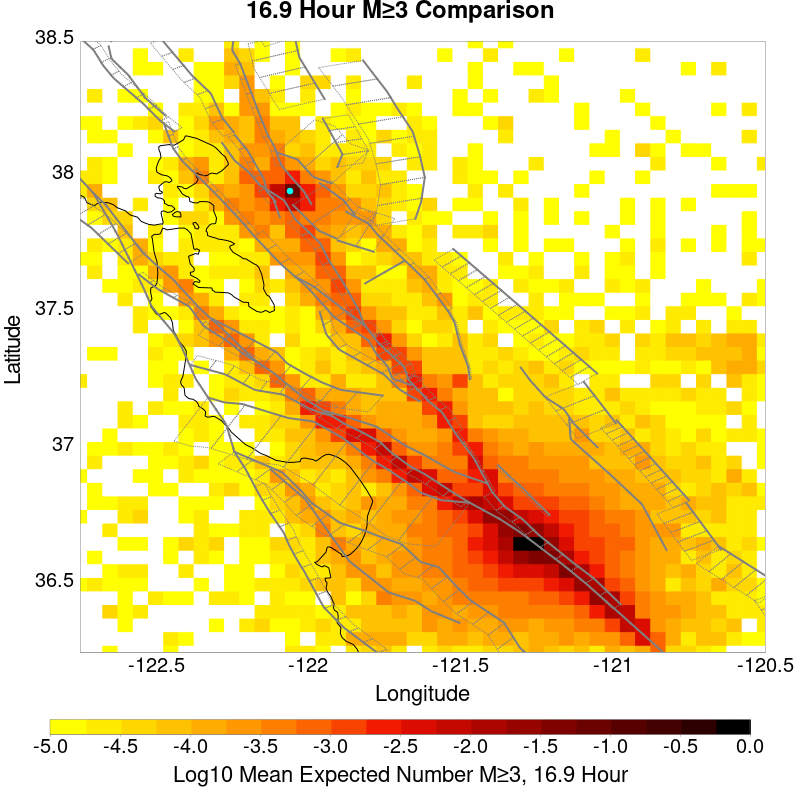 16.9 Hour M≥3 Comparison
38.5
38
37.5
37
36.5
Latitude
-122.5 -122 -121.5 -121 -120.5
Longitude
-5.0 -4.5 -4.0 -3.5 -3.0 -2.5 -2.0 -1.5 -1.0 -0.5 0.0
Log10 Mean Expected Number M≥3, 16.9 Hour